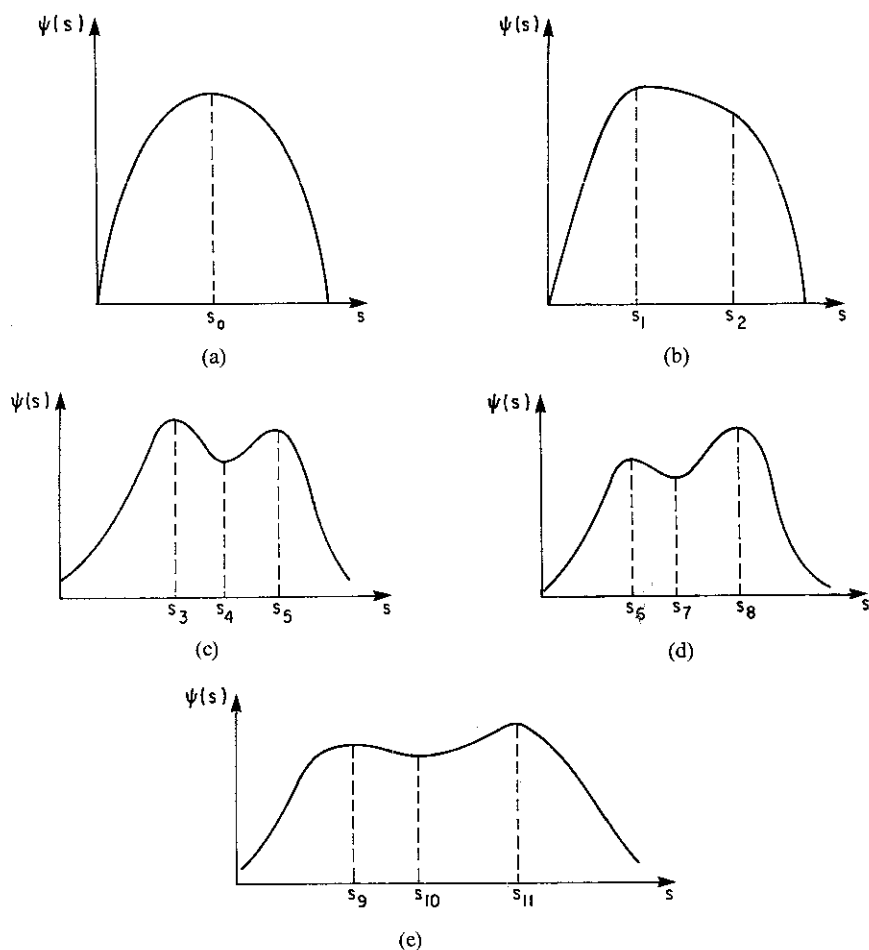 ψ(s)
s₀
s
(a)
ψ(s)
s₁
s₂
s
(b)
ψ(s)
s₃
s₄
s₅
s
(c)
ψ(s)
s₆
s₇
s₈
s
(d)
ψ(s)
s₉
s₁₀
s₁₁
s
(e)